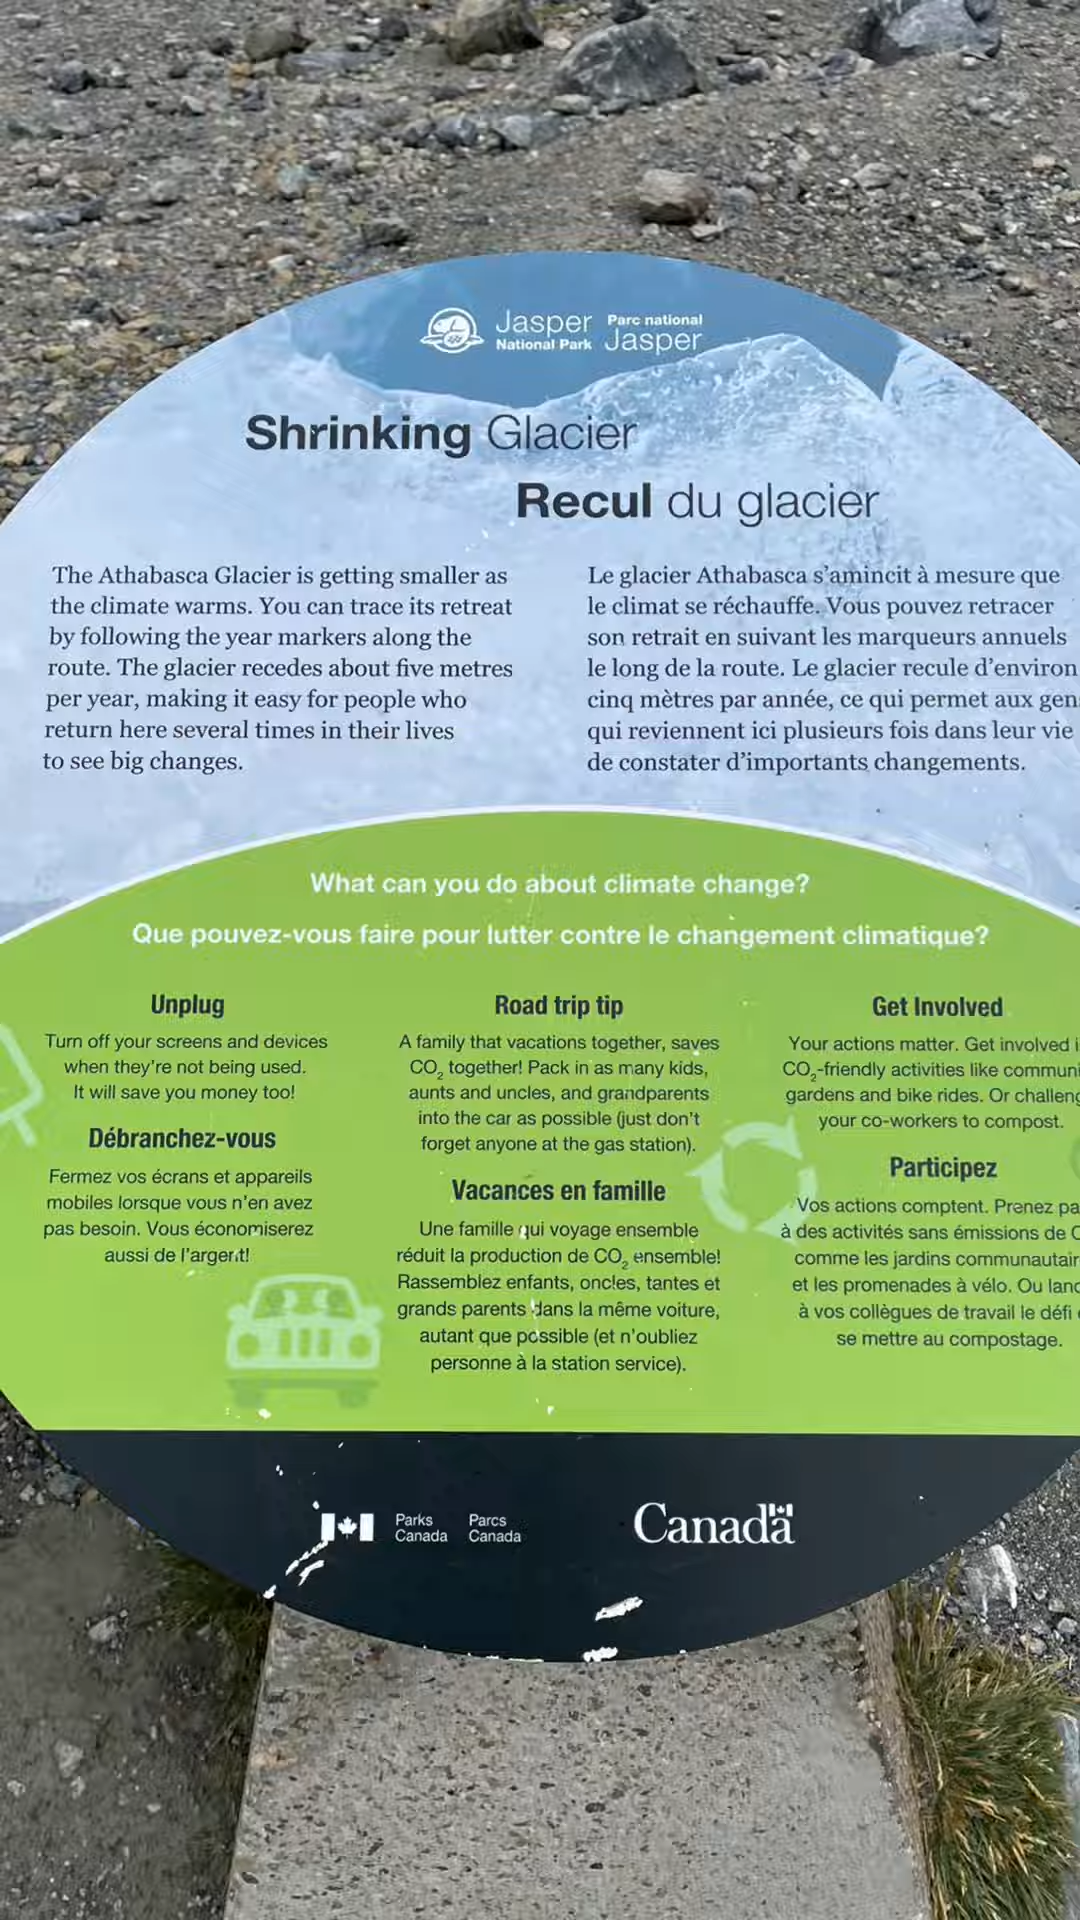 Jasper
National Park
Parc national
Jasper
Shrinking Glacier
Recul du glacier
The Athabasca Glacier is getting smaller as
the climate warms. You can trace its retreat
by following the year markers along the
route. The glacier recedes about five metres
per year, making it easy for people who
return here several times in their lives
to see big changes.
Le glacier Athabasca s'amincit à mesure que
le climat se réchauffe. Vous pouvez retracer
son retrait en suivant les marqueurs annuels
le long de la route. Le glacier recule d'environ
cinq mètres par année, ce qui permet aux
qui reviennent ici plusieurs fois dans leur vie
de constater d'importants changements.
What can you do about climate change?
Que pouvez-vous faire pour lutter contre le changement climatique?
Unplug
Turn off your screens and devices
when they're not being used.
It will save you money too!
Débranchez-vous
Fermez vos écrans et appareils
mobiles lorsque vous n'en avez
pas besoin. Vous économiserez
aussi de l'argent!
Road trip tip
A family that vacations together, saves
CO₂ together! Pack in as many kids,
aunts and uncles, and grandparents
into the car as possible (just don't
forget anyone at the gas station).
Vacances en famille
Une famille qui voyage ensemble
réduit la production de CO₂ ensemble!
Rassemblez enfants, oncles, tantes et
grands parents dans la même voiture,
autant que possible (et n'oubliez
personne à la station service).
Get Involved
Your actions matter. Get involved
CO₂-friendly activities like
gardens and bike rides. Or
your co-workers to compost.
Participez
Vos actions comptent. Prenez
à des activités sans émissions de
comme les jardins
et les promenades à vélo. Ou
à vos collègues de travail le défi
se mettre au compostage.
Parks
Canada
Parcs
Canada
Canada